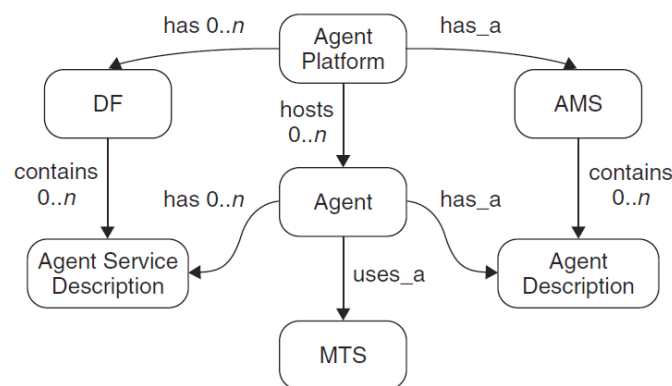 has 0..n
Agent
Platform
has_a
DF
hosts
0..n
AMS
contains
0..n
has 0..n
Agent
has_a
contains
0..n
Agent Service
Description
uses_a
Agent
Description
MTS